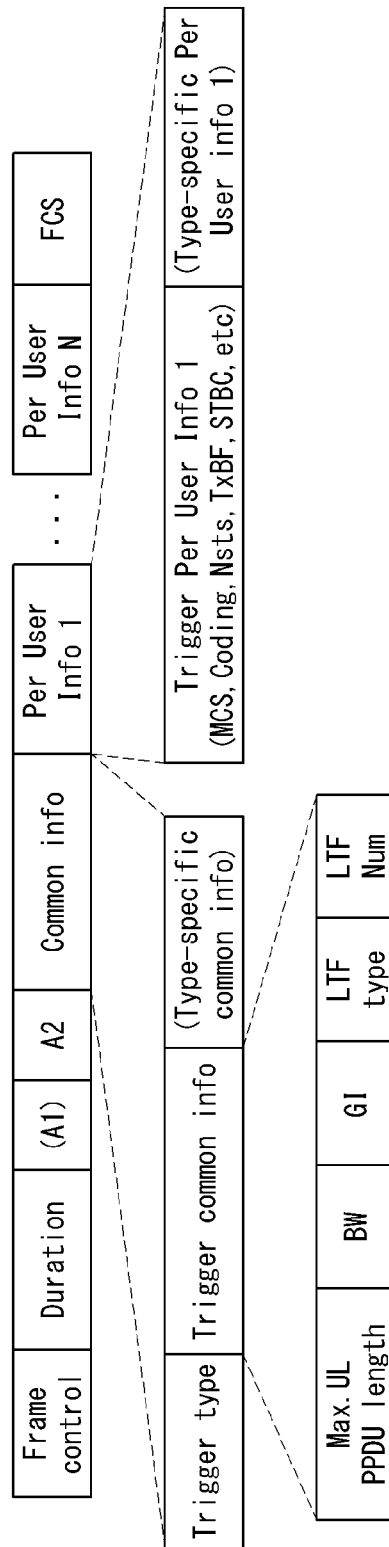 Frame
control
Duration
(A1)
A2
Common info
Per User
Info 1
...
Per User
Info N
FCS
Trigger type
Trigger common info
(Type-specific
common info)
Trigger Per User Info 1
(MCS, Coding, Nsts, TxBF, STBC, etc)
(Type-specific Per
User info 1)
Max. UL
PPDU length
BW
GI
LTF
type
LTF
Num